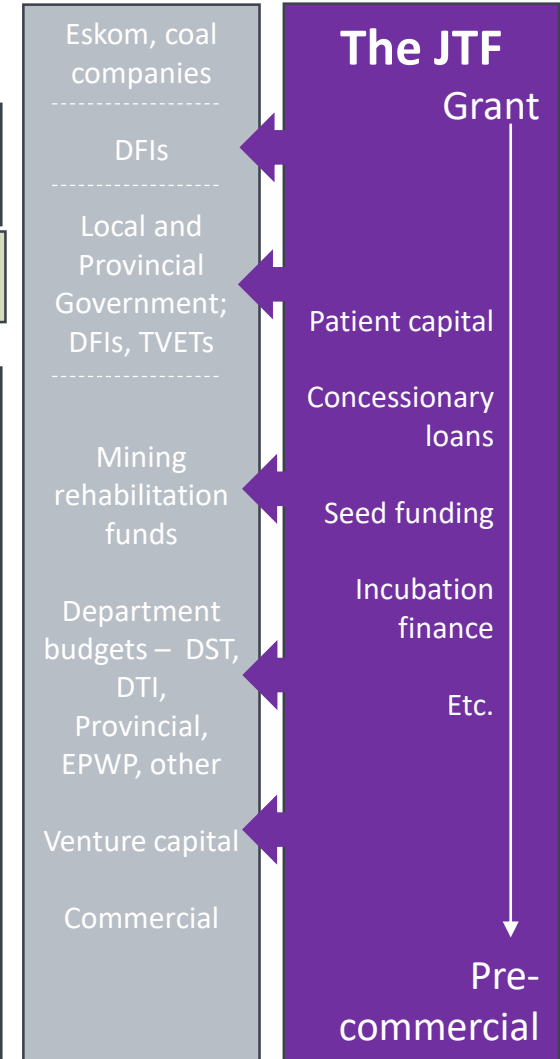 Eskom, coal
companies
DFIs
Local and
Provincial
Government;
DFIs, TVETs
Mining
rehabilitation
funds
Department
budgets – DST,
DTI,
Provincial,
EPWP, other
Venture capital
Commercial
The JTF
Grant
Patient capital
Concessionary
loans
Seed funding
Incubation
finance
Etc.
Pre-
commercial